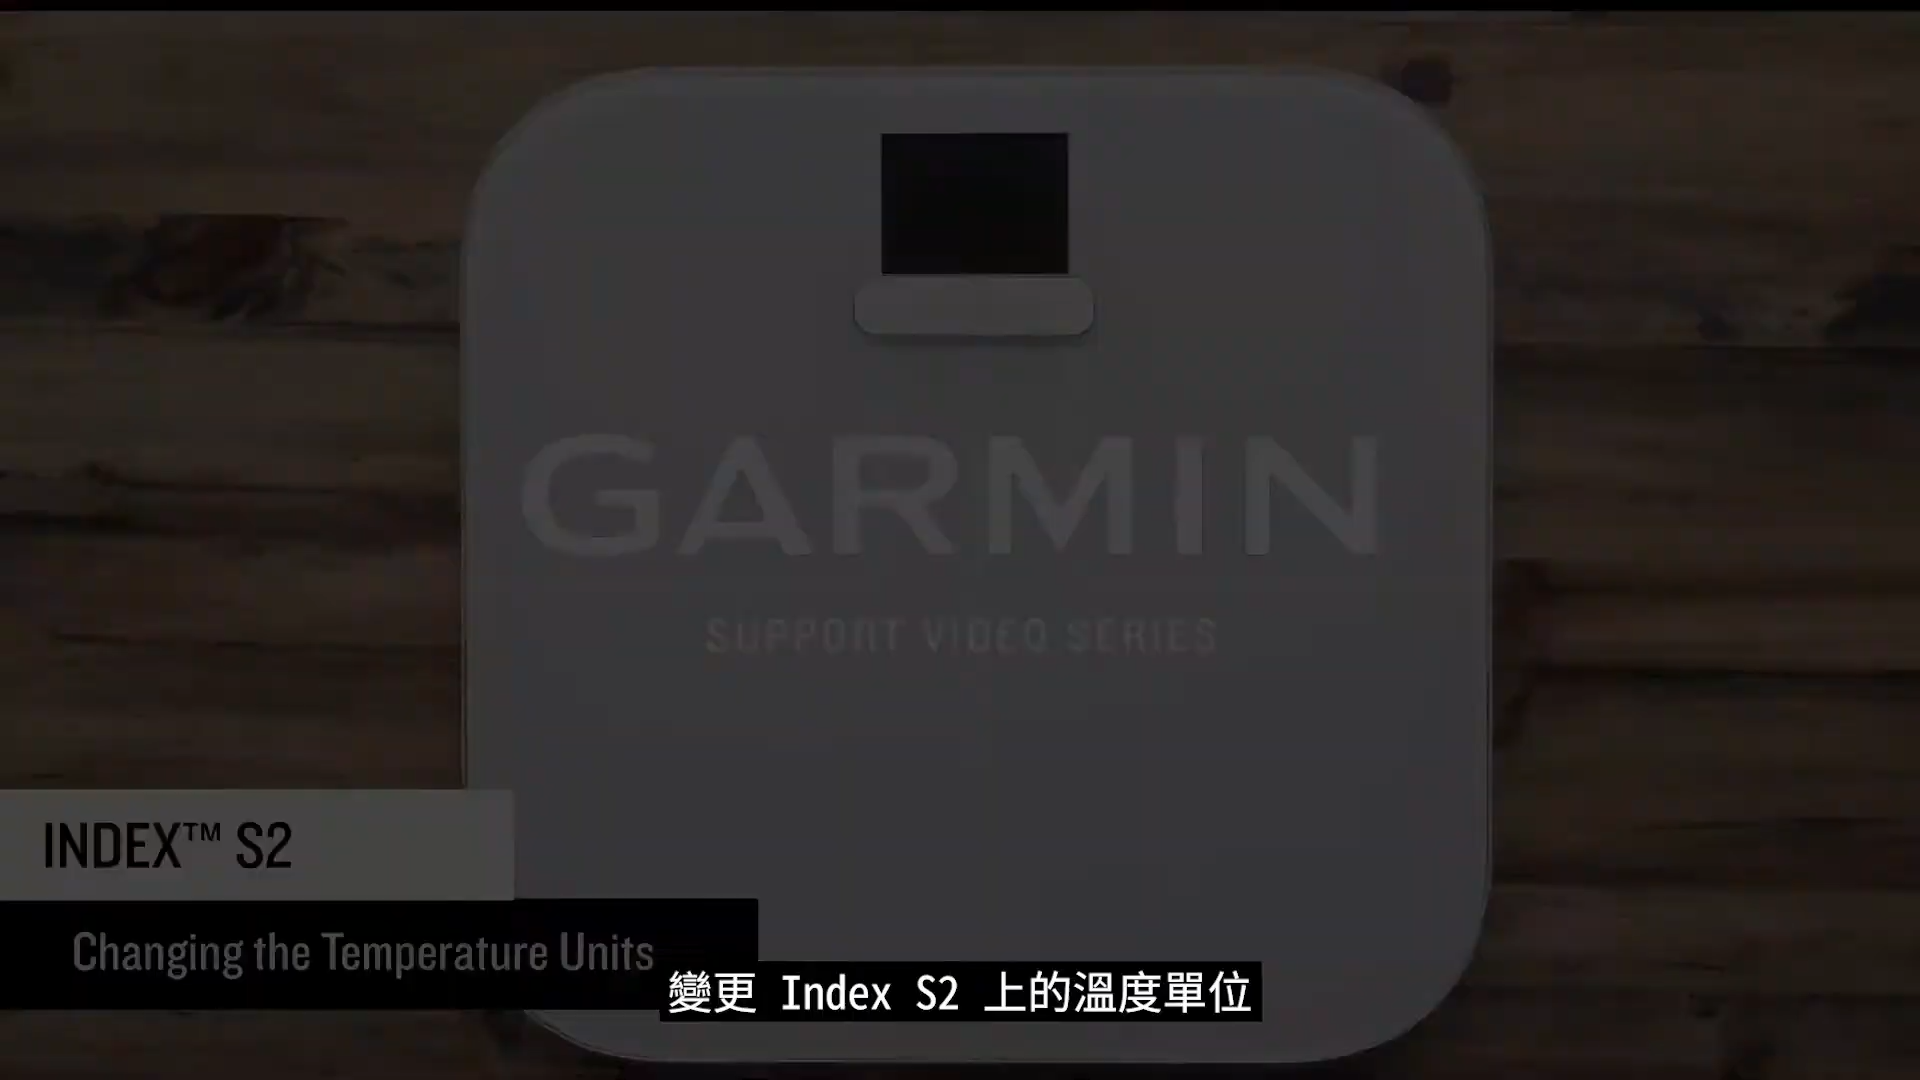 GARMIN
SUPPORT VIDEO SERIES
INDEX™ S2
Changing the Temperature Units
變更 Index S2 上的溫度單位